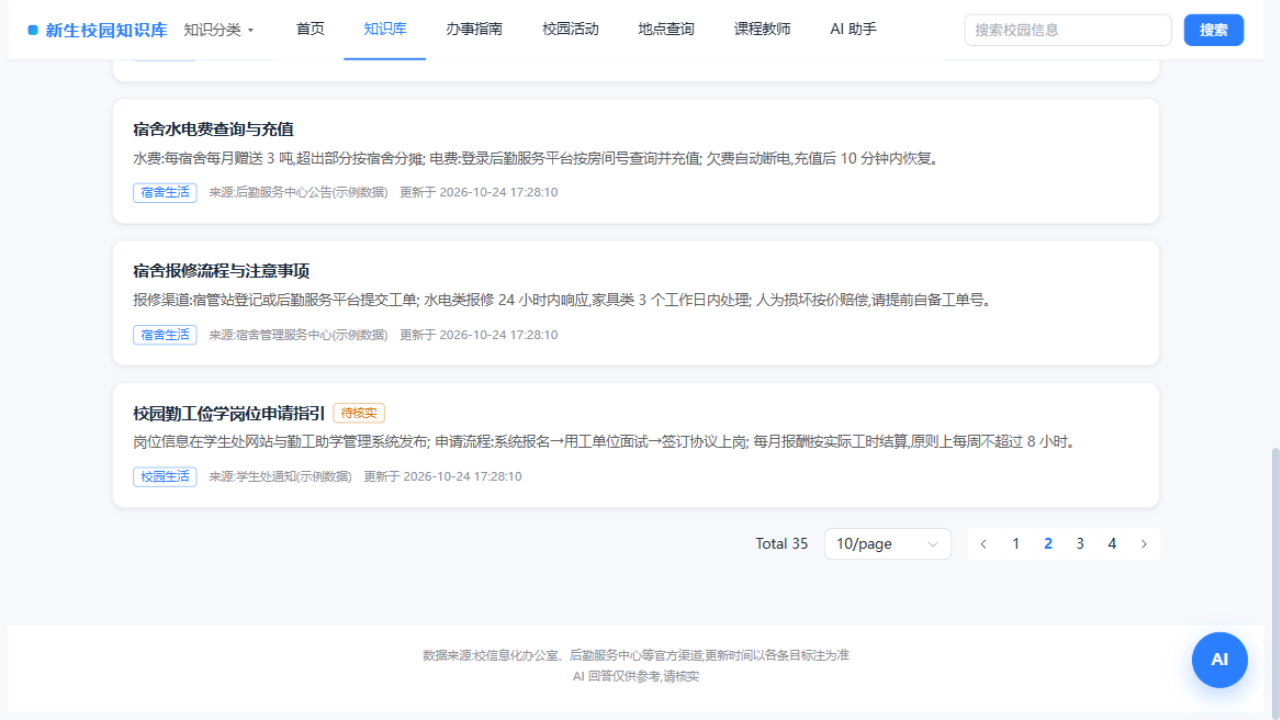 新生校园知识库 知识分类 首页 知识库 办事指南 校园活动 地点查询 课程教师 AI 助手 搜索校园信息 搜索
宿舍水电费查询与充值
水费:每宿舍每月赠送 3 吨,超出部分按宿舍分摊; 电费:登录后勤服务平台按房间号查询并充值; 欠费自动断电,充值后 10 分钟内恢复。
宿舍生活 来源:后勤服务中心公告(示例数据) 更新于 2026-10-24 17:28:10
宿舍报修流程与注意事项
报修渠道:宿管站登记或后勤服务平台提交工单; 水电类报修 24 小时内响应,家具类 3 个工作日内处理; 人为损坏按价赔偿,请提前自备工单号。
宿舍生活 来源:宿舍管理服务中心(示例数据) 更新于 2026-10-24 17:28:10
校园勤工俭学岗位申请指引 待核实
岗位信息在学生处网站与勤工助学管理系统发布; 申请流程:系统报名→用工单位面试→签订协议上岗; 每月报酬按实际工时结算,原则上每周不超过 8 小时。
校园生活 来源:学生处通知(示例数据) 更新于 2026-10-24 17:28:10
Total 35 10/page 1 2 3 4
数据来源:校信息化办公室、后勤服务中心等官方渠道;更新时间以各条目标注为准
AI 回答仅供参考,请核实
AI